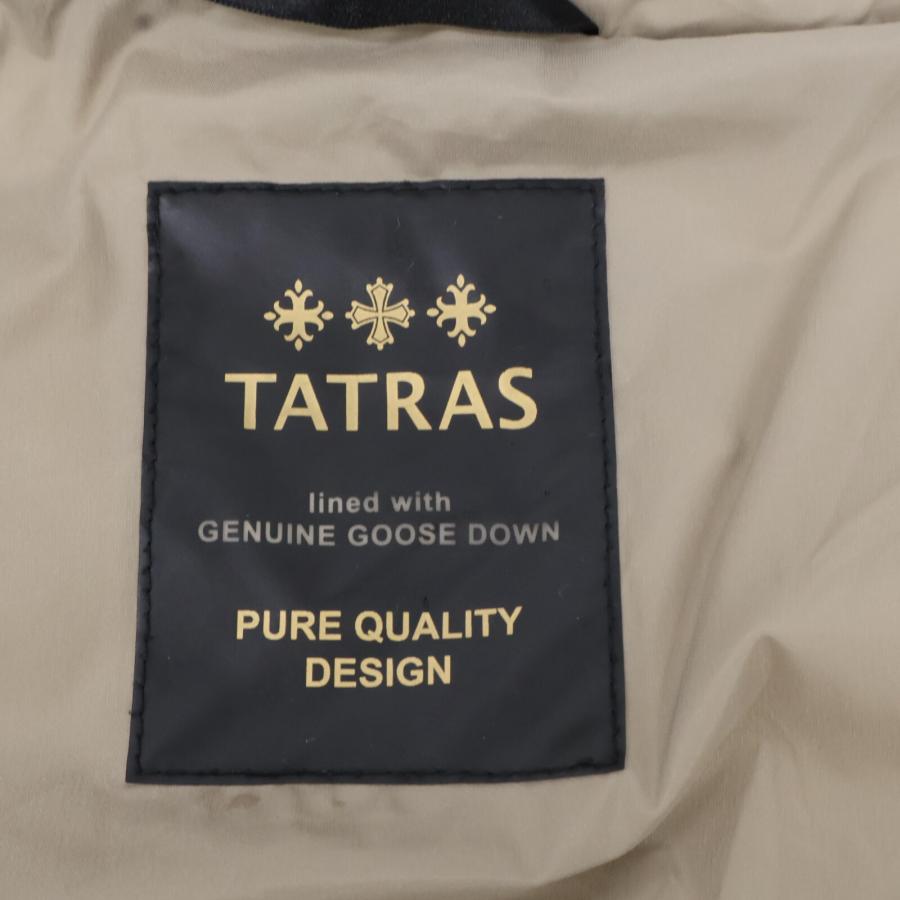 TATRAS
lined with
GENUINE GOOSE DOWN
PURE QUALITY
DESIGN